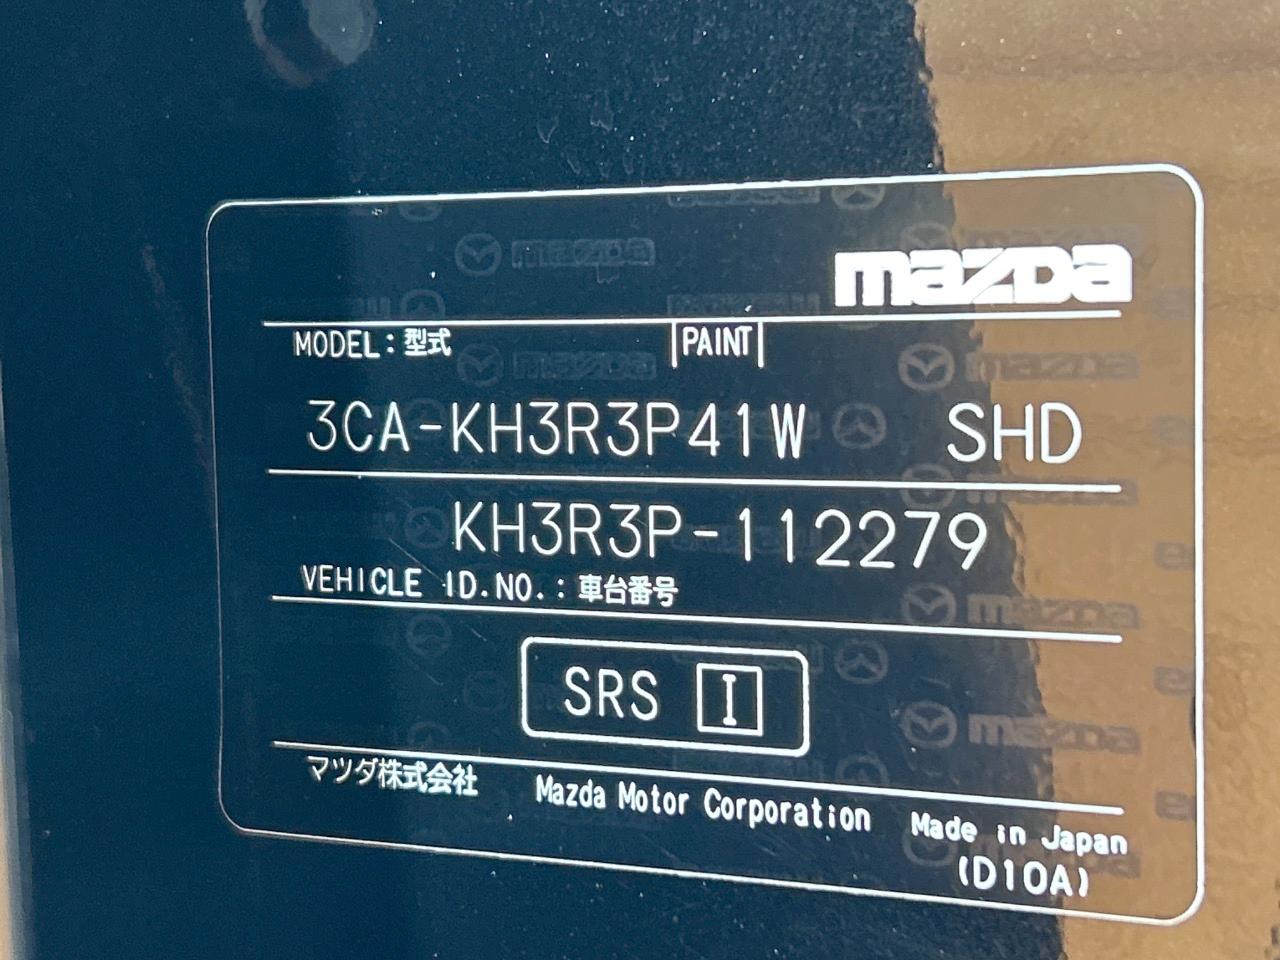 mazda
MODEL:型式 PAINT
3CA-KH3R3P41W SHD
KH3R3P-112279
VEHICLE ID.NO.:車台番号
SRS I
マツダ株式会社 Mazda Motor Corporation Made in Japan
(D10A)